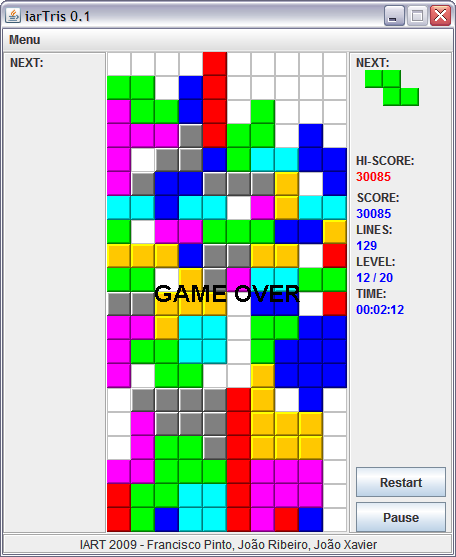 iarTris 0.1
Menu
NEXT:
NEXT:
HI-SCORE:
30085
SCORE:
30085
LINES:
129
LEVEL:
12 / 20
TIME:
00:02:12
GAME OVER
Restart
Pause
IART 2009 - Francisco Pinto, João Ribeiro, João Xavier